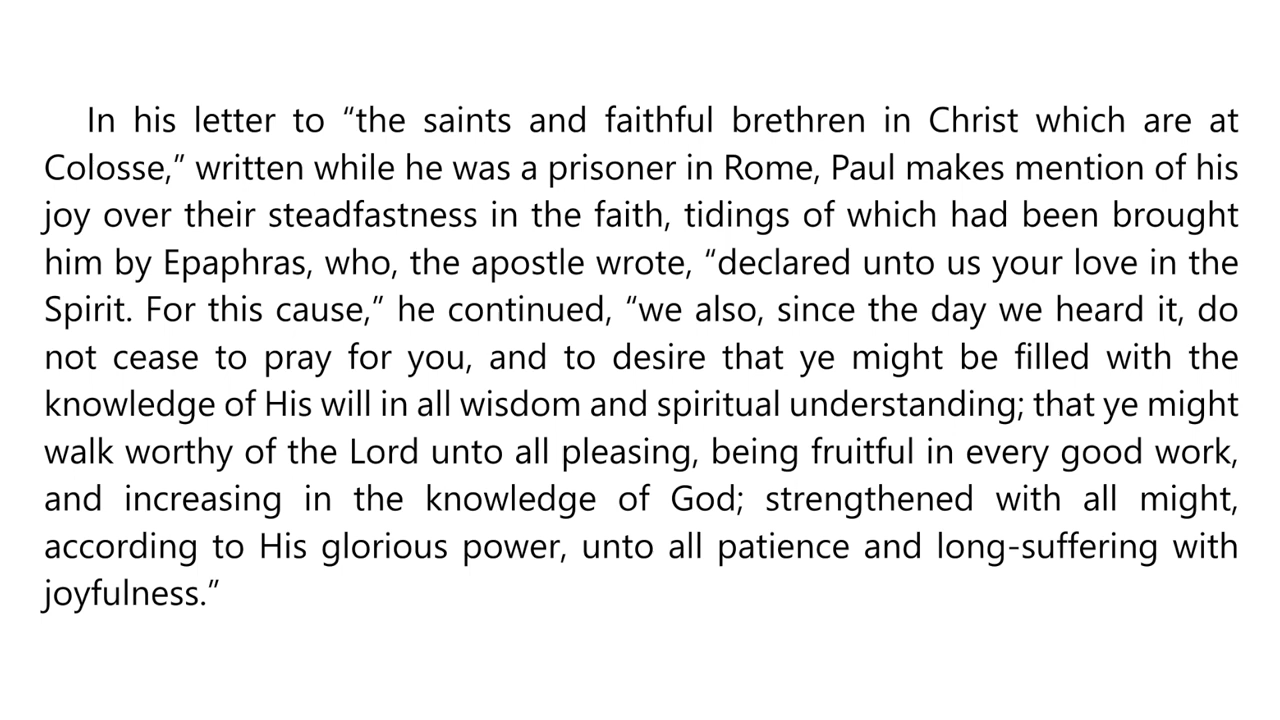 In his letter to “the saints and faithful brethren in Christ which are at
Colosse,” written while he was a prisoner in Rome, Paul makes mention of his
joy over their steadfastness in the faith, tidings of which had been brought
him by Epaphras, who, the apostle wrote, “declared unto us your love in the
Spirit. For this cause,” he continued, “we also, since the day we heard it, do
not cease to pray for you, and to desire that ye might be filled with the
knowledge of His will in all wisdom and spiritual understanding; that ye might
walk worthy of the Lord unto all pleasing, being fruitful in every good work,
and increasing in the knowledge of God; strengthened with all might,
according to His glorious power, unto all patience and long-suffering with
joyfulness.”